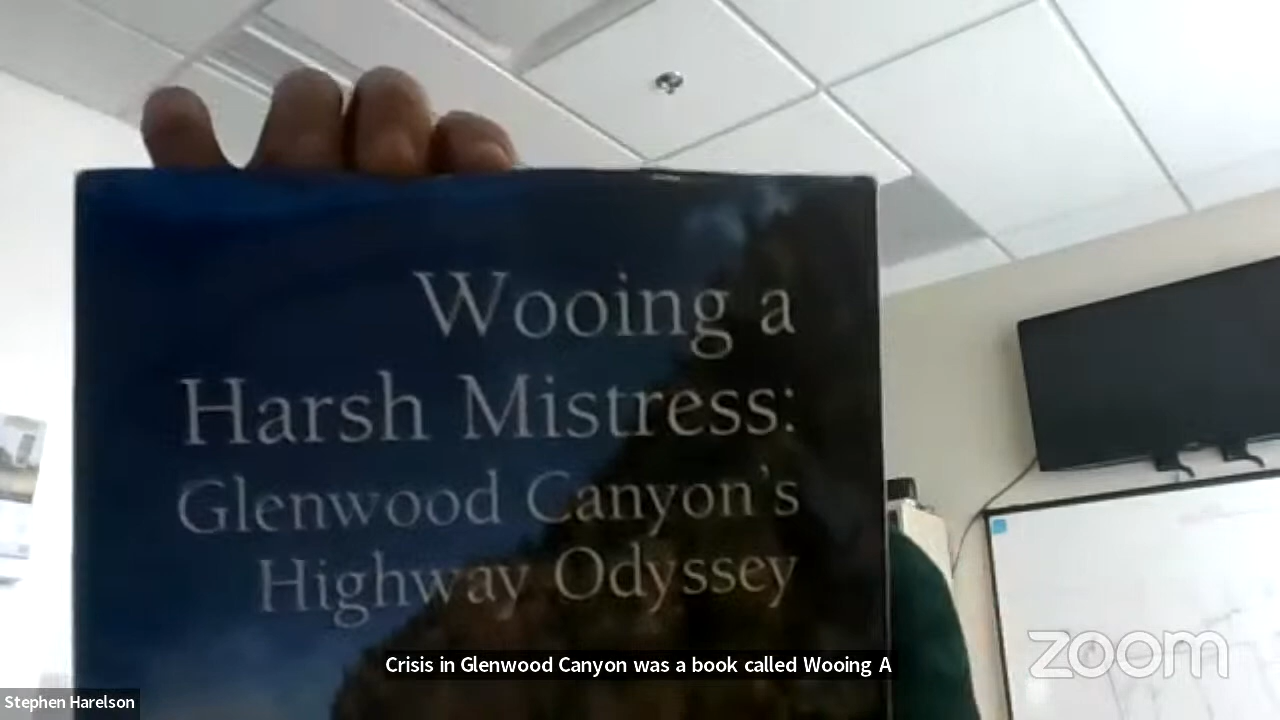 Wooing a
Harsh Mistress:
Glenwood Canyon's
Highway Odyssey
Crisis in Glenwood Canyon was a book called Wooing A
Stephen Harelson
zoom